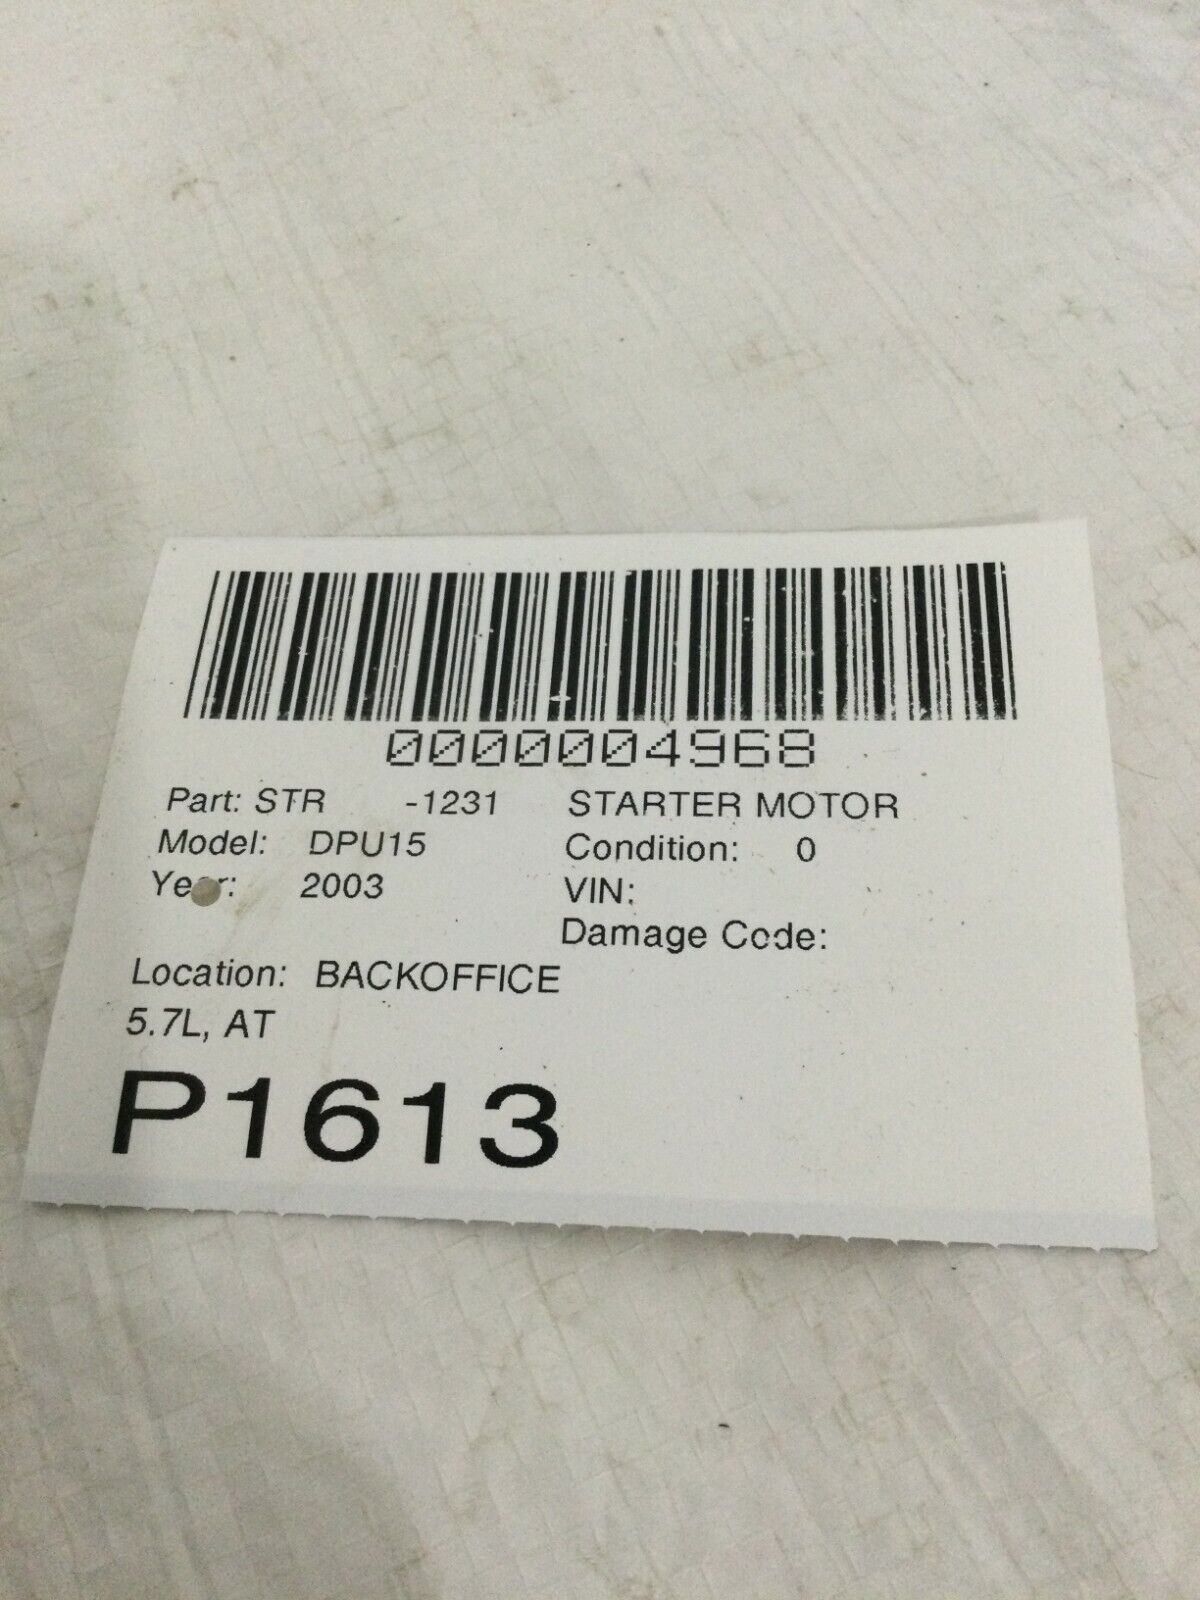 0000004968
Part: STR -1231 STARTER MOTOR
Model: DPU15 Condition: 0
Year: 2003 VIN:
Damage Code:
Location: BACKOFFICE
5.7L, AT
P1613